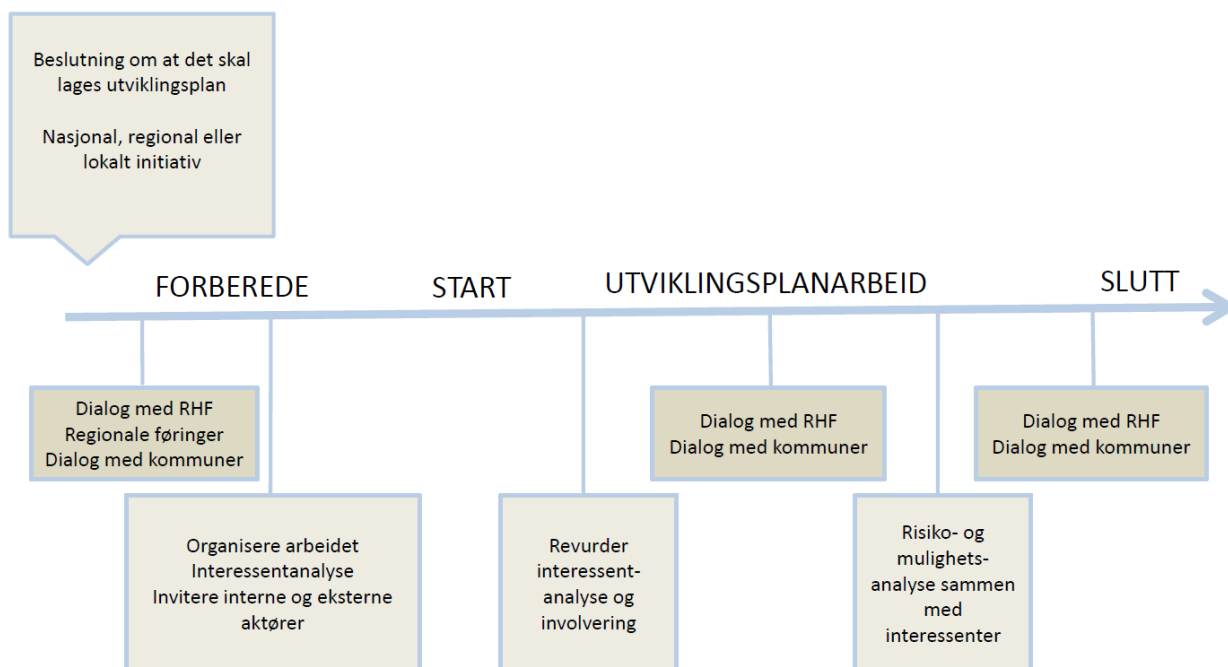 Beslutning om at det skal
lages utviklingsplan
Nasjonal, regional eller
lokalt initiativ
FORBEREDE
START
UTVIKLINGSPLANARBEID
SLUTT
Dialog med RHF
Regionale føringer
Dialog med kommuner
Dialog med RHF
Dialog med kommuner
Dialog med RHF
Dialog med kommuner
Organisere arbeidet
Interessentanalyse
Invitere interne og eksterne
aktører
Revurder
interessent-
analyse og
involvering
Risiko- og
mulighets-
analyse sammen
med
interessenter